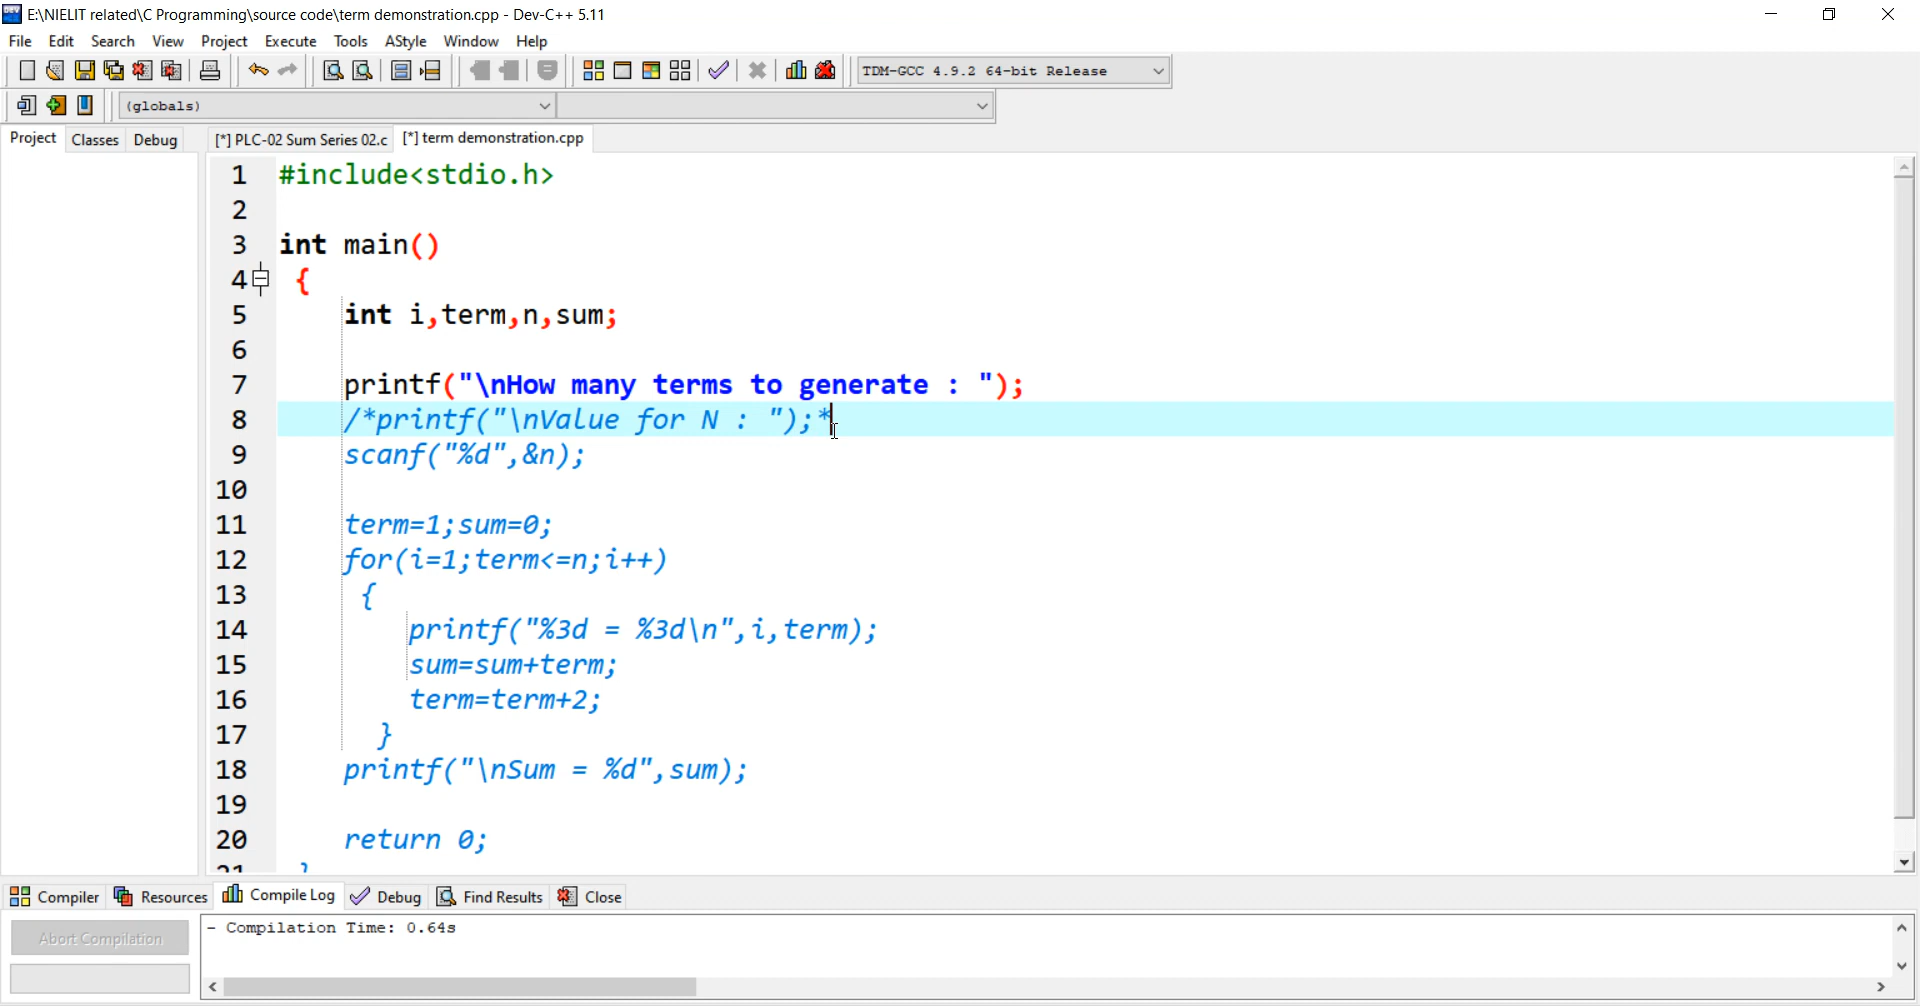 E:\NIELIT related\C Programming\source code\term demonstration.cpp - Dev-C++ 5.11
File Edit Search View Project Execute Tools AStyle Window Help
TDM-GCC 4.9.2 64-bit Release
(globals)
Project Classes Debug [*] PLC-02 Sum Series 02.c [*] term demonstration.cpp
1 #include<stdio.h>
2
3 int main()
4 {
5 int i,term,n,sum;
6
7 printf("\nHow many terms to generate : ");
8 /*printf("\nValue for N : ");*
9 scanf("%d",&n);
10
11 term=1;sum=0;
12 for(i=1;term<=n;i++)
13 {
14 printf("%3d = %3d\n",i,term);
15 sum=sum+term;
16 term=term+2;
17 }
18 printf("\nSum = %d",sum);
19
20 return 0;
21 }
Compiler Resources Compile Log Debug Find Results Close
Abort Compilation
- Compilation Time: 0.64s